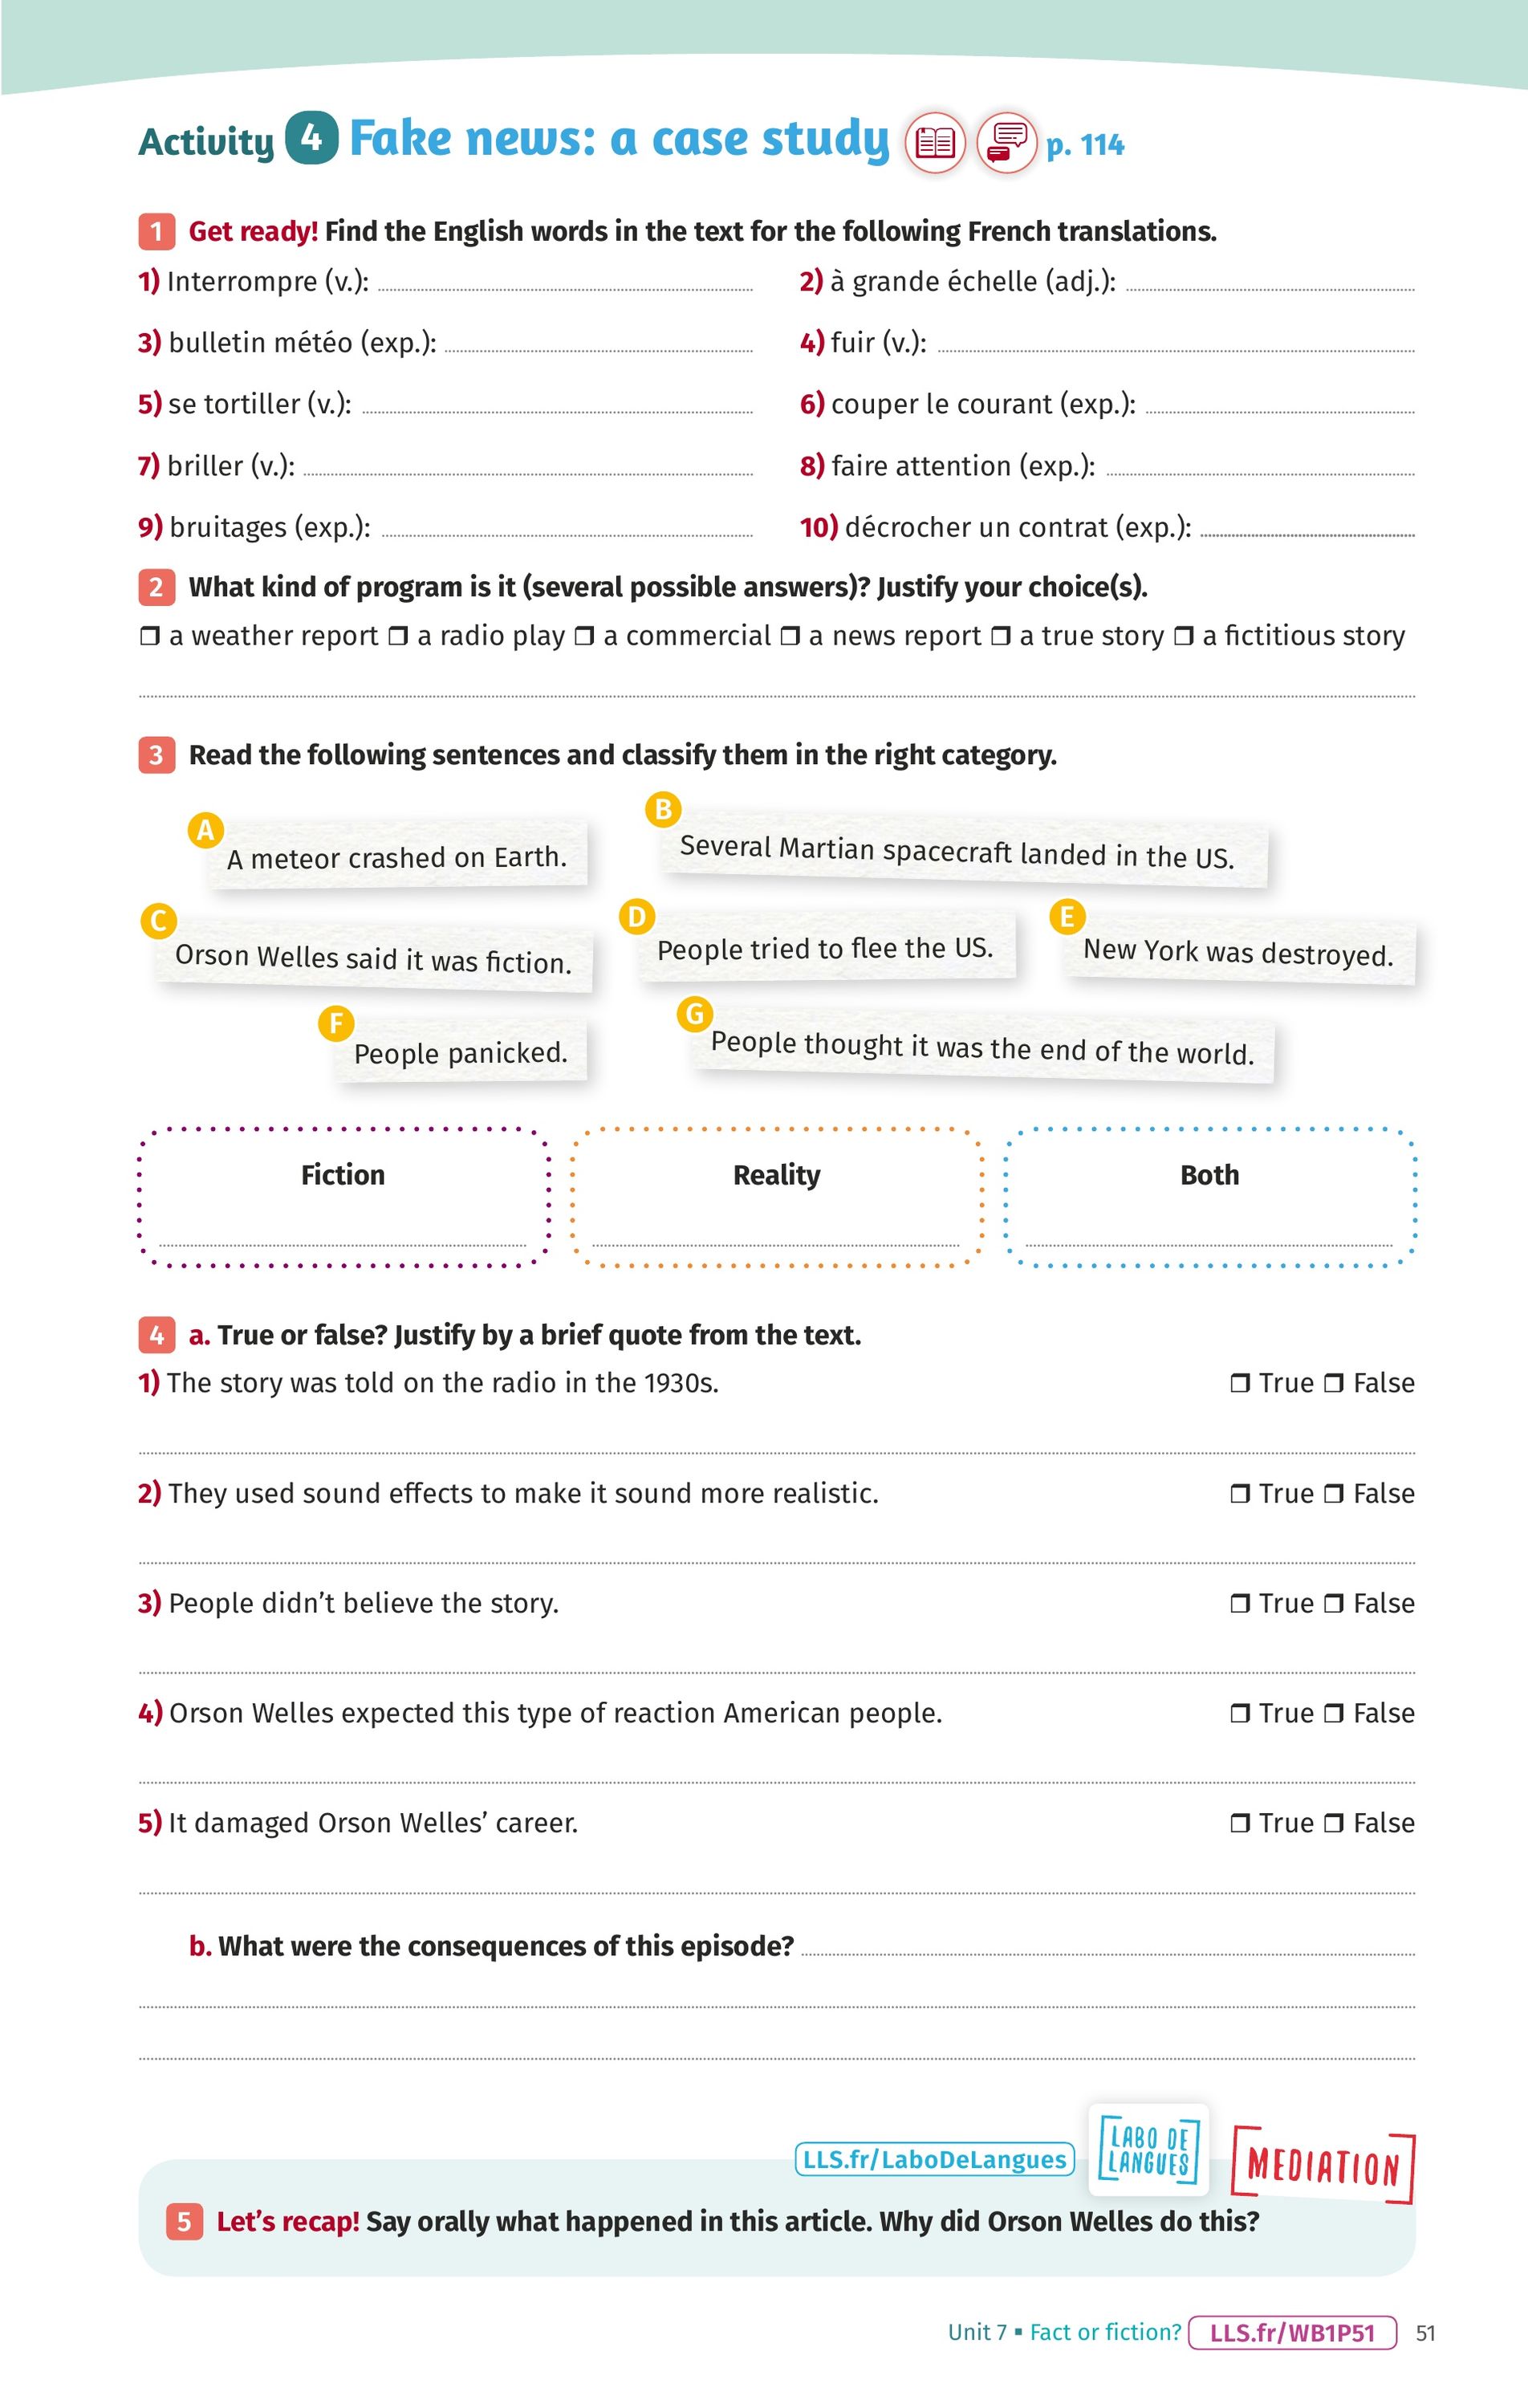 Activity 4 Fake news: a case study p. 114
1 Get ready! Find the English words in the text for the following French translations.
1) Interrompre (v.): 2) à grande échelle (adj.):
3) bulletin météo (exp.): 4) fuir (v.):
5) se tortiller (v.): 6) couper le courant (exp.):
7) briller (v.): 8) faire attention (exp.):
9) bruitages (exp.): 10) décrocher un contrat (exp.):
2 What kind of program is it (several possible answers)? Justify your choice(s).
❒ a weather report ❒ a radio play ❒ a commercial ❒ a news report ❒ a true story ❒ a fictitious story
3 Read the following sentences and classify them in the right category.
A A meteor crashed on Earth.
B Several Martian spacecraft landed in the US.
C Orson Welles said it was fiction.
D People tried to flee the US.
E New York was destroyed.
F People panicked.
G People thought it was the end of the world.
Fiction Reality Both
4 a. True or false? Justify by a brief quote from the text.
1) The story was told on the radio in the 1930s. ❒ True ❒ False
2) They used sound effects to make it sound more realistic. ❒ True ❒ False
3) People didn’t believe the story. ❒ True ❒ False
4) Orson Welles expected this type of reaction American people. ❒ True ❒ False
5) It damaged Orson Welles’ career. ❒ True ❒ False
b. What were the consequences of this episode?
LLS.fr/LaboDeLangues
LABO DE
LANGUES
MEDIATION
5 Let’s recap! Say orally what happened in this article. Why did Orson Welles do this?
Unit 7 ▪ Fact or fiction? LLS.fr/WB1P51 51